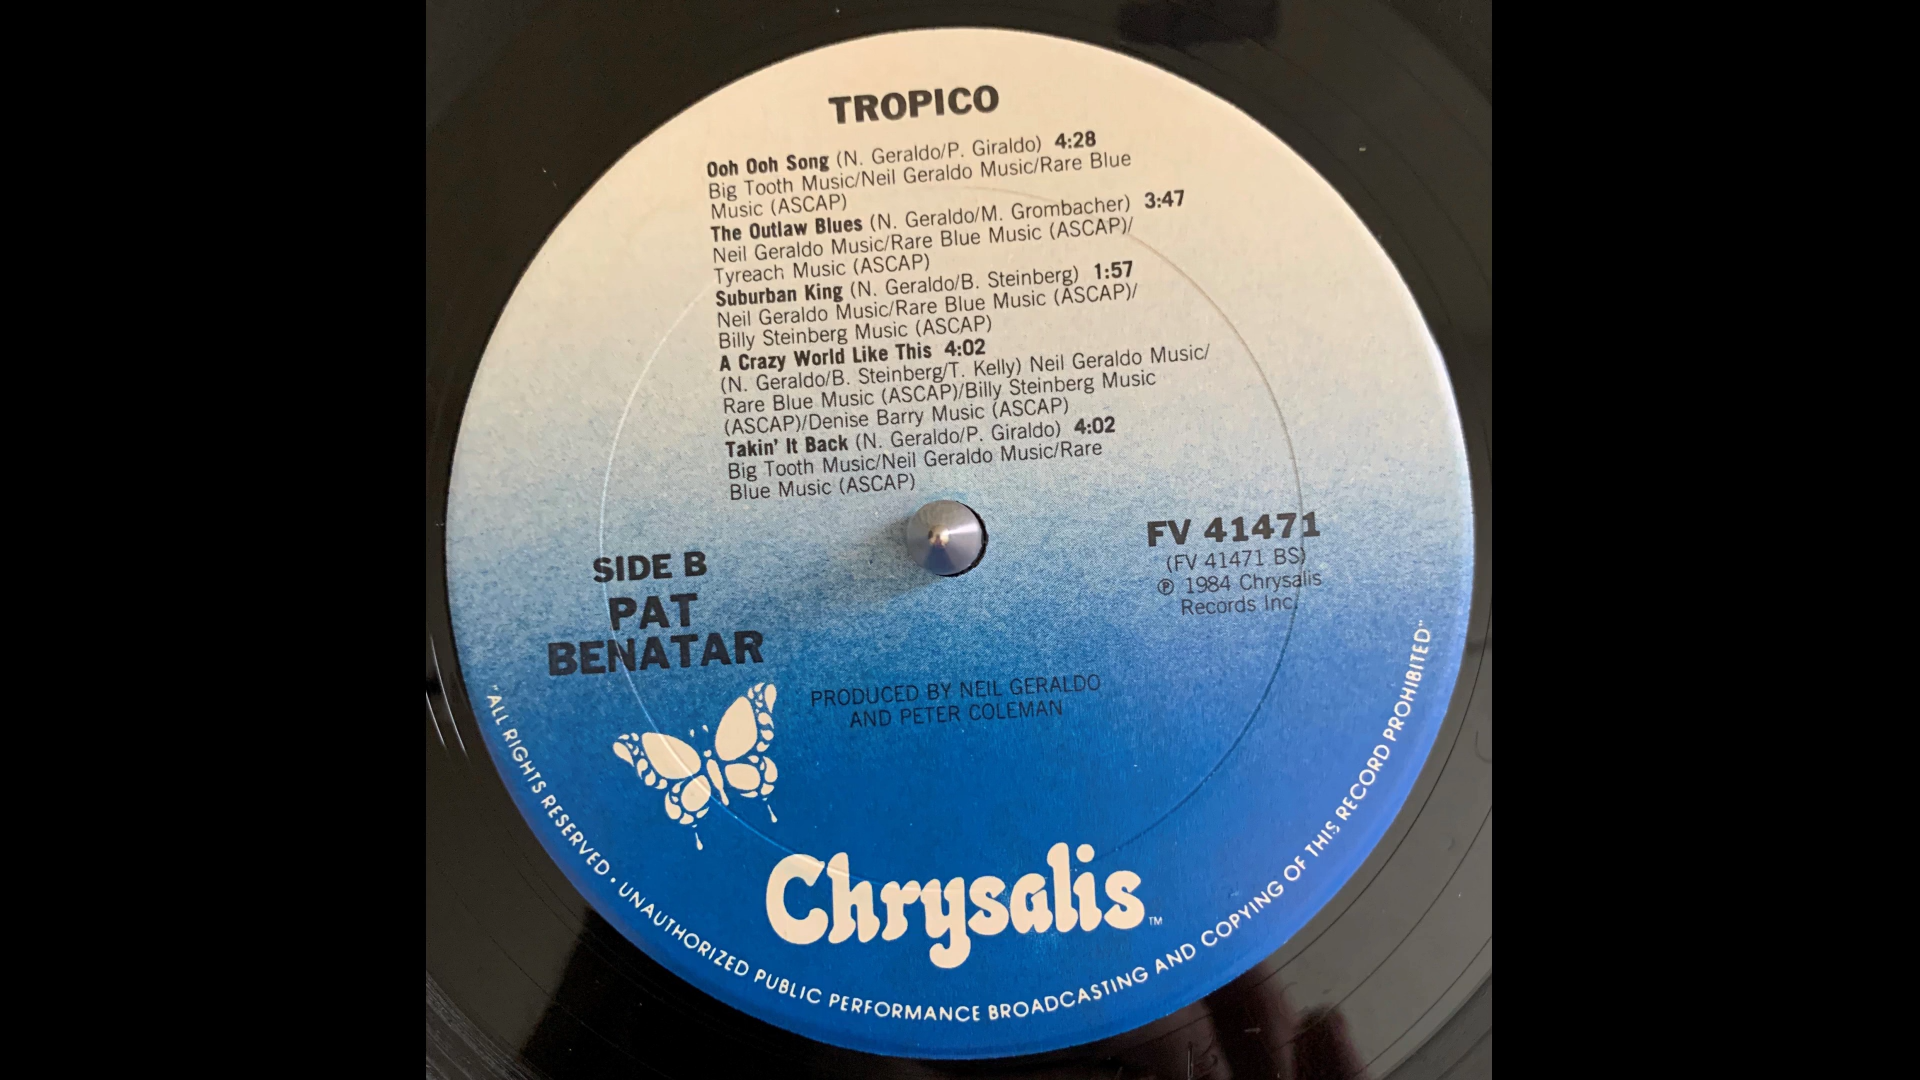 TROPICO
Ooh Ooh Song (N. Geraldo/P. Giraldo) 4:28
Big Tooth Music/Neil Geraldo Music/Rare Blue
Music (ASCAP)
The Outlaw Blues (N. Geraldo/M. Grombacher) 3:47
Neil Geraldo Music/Rare Blue Music (ASCAP)/
Tyreach Music (ASCAP)
Suburban King (N. Geraldo/B. Steinberg) 1:57
Neil Geraldo Music/Rare Blue Music (ASCAP)/
Billy Steinberg Music (ASCAP)
A Crazy World Like This 4:02
(N. Geraldo/B. Steinberg/T. Kelly) Neil Geraldo Music/
Rare Blue Music (ASCAP)/Billy Steinberg Music
(ASCAP)/Denise Barry Music (ASCAP)
Takin' It Back (N. Geraldo/P. Giraldo) 4:02
Big Tooth Music/Neil Geraldo Music/Rare
Blue Music (ASCAP)
SIDE B
PAT
BENATAR
FV 41471
(FV 41471 BS)
℗ 1984 Chrysalis
Records Inc.
PRODUCED BY NEIL GERALDO
AND PETER COLEMAN
Chrysalis™
"ALL RIGHTS RESERVED • UNAUTHORIZED PUBLIC PERFORMANCE BROADCASTING AND COPYING OF THIS RECORD PROHIBITED"